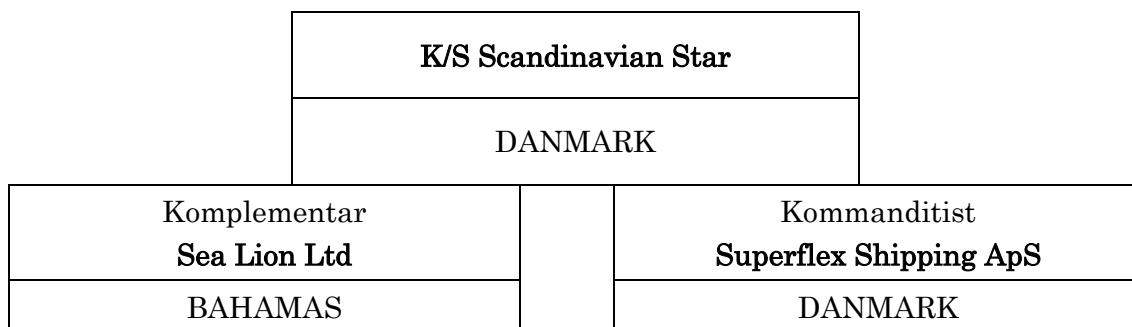 K/S Scandinavian Star
DANMARK
Komplementar
Sea Lion Ltd
BAHAMAS
Kommanditist
Superflex Shipping ApS
DANMARK